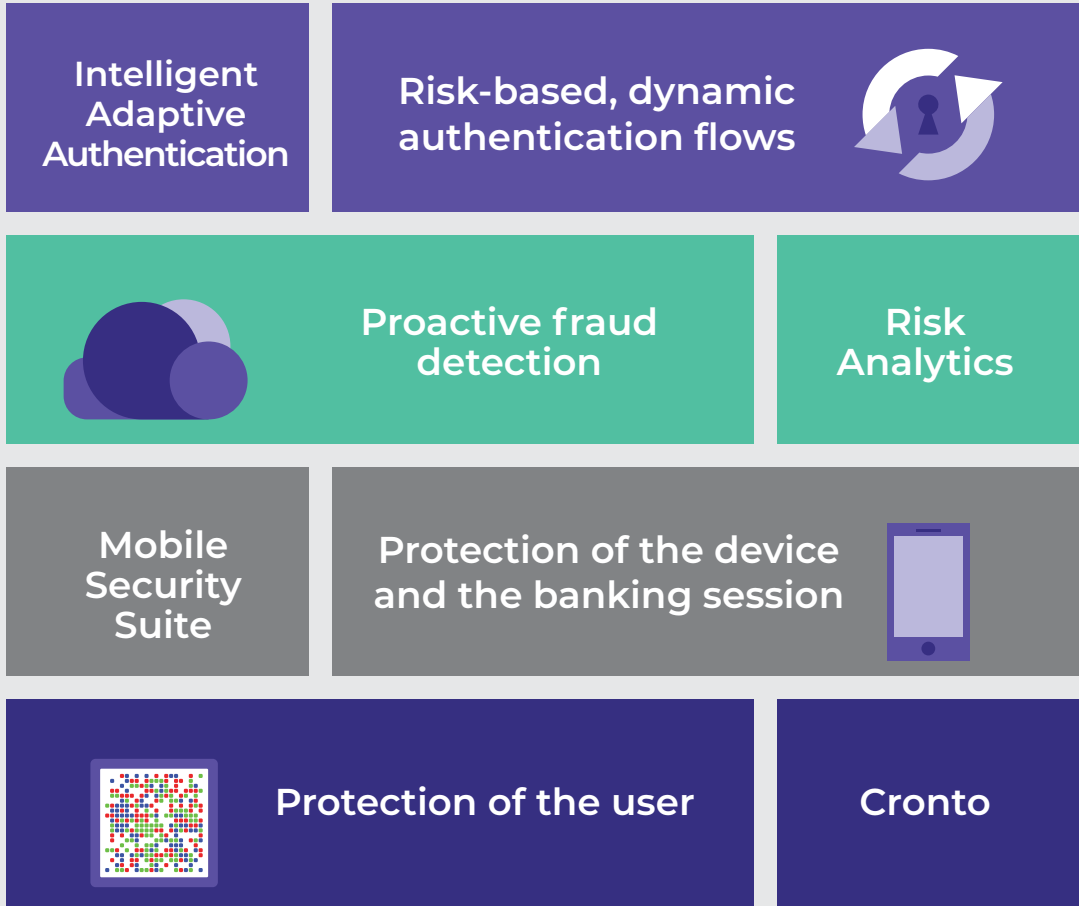 Intelligent
Adaptive
Authentication
Risk-based, dynamic
authentication flows
Proactive fraud
detection
Risk
Analytics
Mobile
Security
Suite
Protection of the device
and the banking session
Protection of the user
Cronto